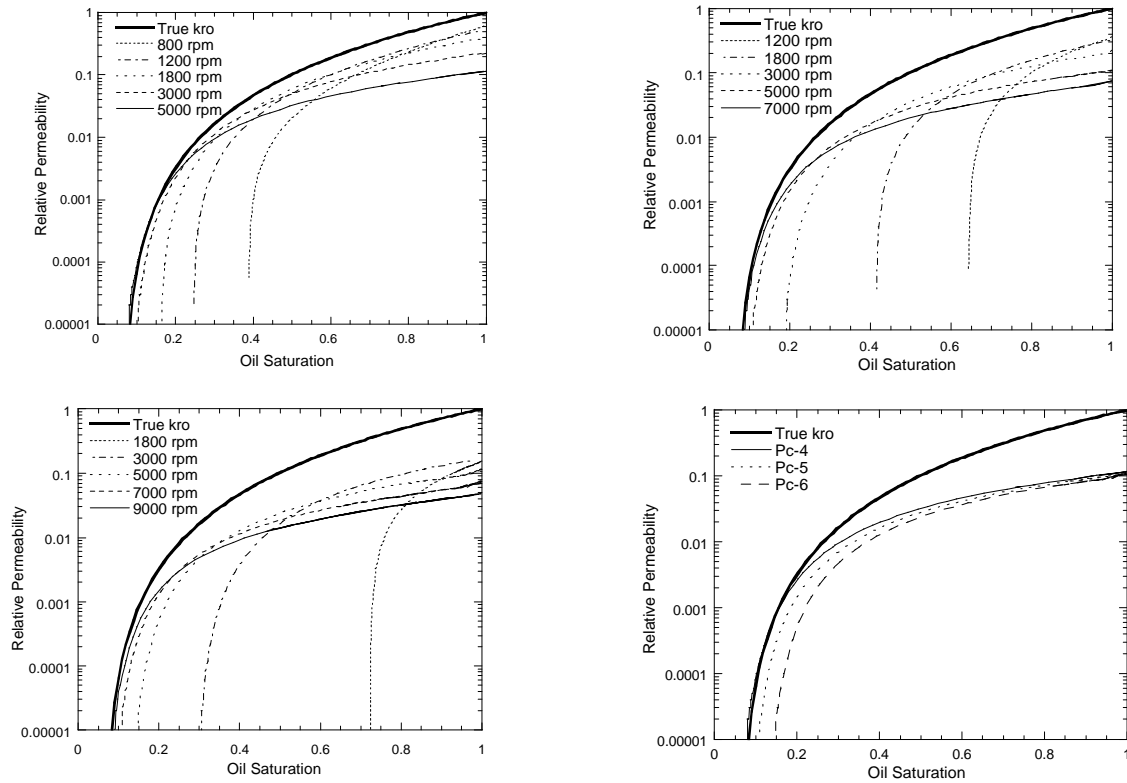 True kro
800 rpm
1200 rpm
1800 rpm
3000 rpm
5000 rpm
1
0.1
0.01
0.001
0.0001
0.00001
Relative Permeability
0
0.2
0.4
0.6
0.8
1
Oil Saturation
True kro
1200 rpm
1800 rpm
3000 rpm
5000 rpm
7000 rpm
1
0.1
0.01
0.001
0.0001
0.00001
Relative Permeability
0
0.2
0.4
0.6
0.8
1
Oil Saturation
True kro
1800 rpm
3000 rpm
5000 rpm
7000 rpm
9000 rpm
1
0.1
0.01
0.001
0.0001
0.00001
Relative Permeability
0
0.2
0.4
0.6
0.8
1
Oil Saturation
True kro
Pc-4
Pc-5
Pc-6
1
0.1
0.01
0.001
0.0001
0.00001
Relative Permeability
0
0.2
0.4
0.6
0.8
1
Oil Saturation